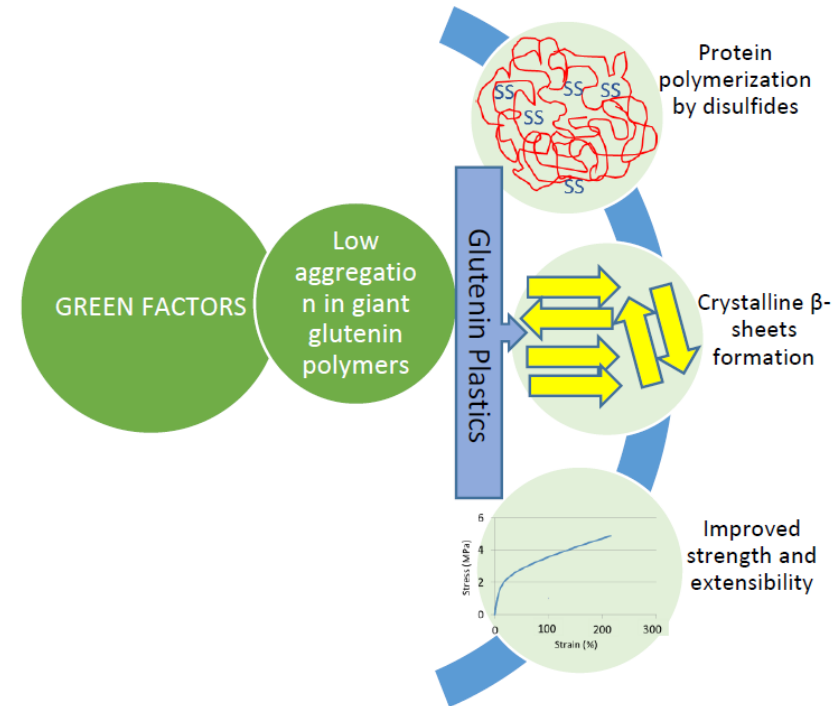 GREEN FACTORS
Low
aggregatio
n in giant
glutenin
polymers
Glutenin Plastics
SS
SS
SS
SS
SS
Protein
polymerization
by disulfides
Crystalline β-
sheets
formation
Improved
strength and
extensibility
Stress (MPa)
6
4
2
0
0 100 200 300
Strain (%)